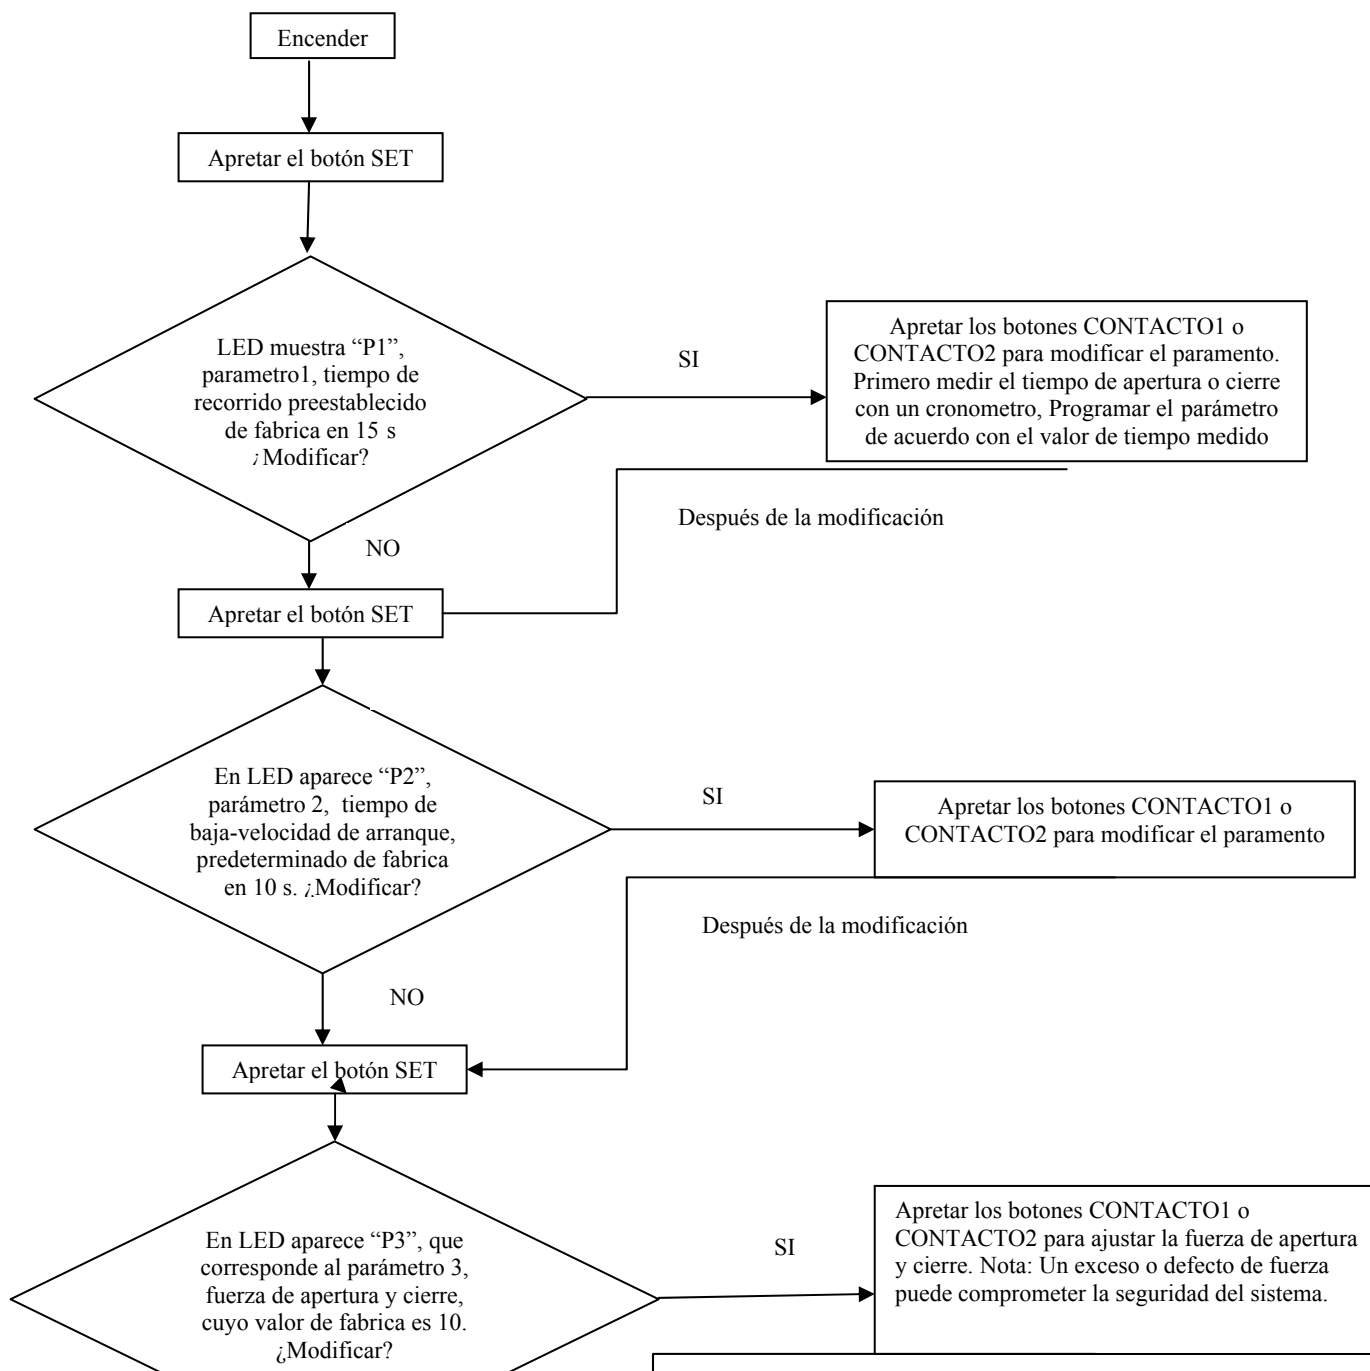 Encender
Apretar el botón SET
LED muestra “P1”,
parametro1, tiempo de
recorrido preestablecido
de fabrica en 15 s
¿Modificar?
SI
Apretar los botones CONTACTO1 o
CONTACTO2 para modificar el paramento.
Primero medir el tiempo de apertura o cierre
con un cronometro, Programar el parámetro
de acuerdo con el valor de tiempo medido
Después de la modificación
NO
Apretar el botón SET
En LED aparece “P2”,
parámetro 2, tiempo de
baja-velocidad de arranque,
predeterminado de fabrica
en 10 s. ¿Modificar?
SI
Apretar los botones CONTACTO1 o
CONTACTO2 para modificar el paramento
Después de la modificación
NO
Apretar el botón SET
En LED aparece “P3”, que
corresponde al parámetro 3,
fuerza de apertura y cierre,
cuyo valor de fabrica es 10.
¿Modificar?
SI
Apretar los botones CONTACTO1 o
CONTACTO2 para ajustar la fuerza de apertura
y cierre. Nota: Un exceso o defecto de fuerza
puede comprometer la seguridad del sistema.